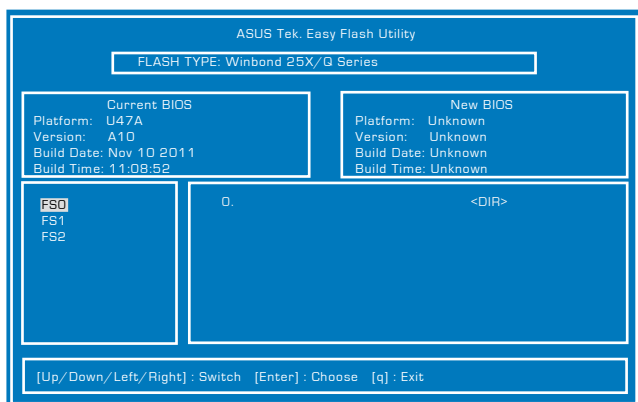 ASUS Tek. Easy Flash Utility
FLASH TYPE: Winbond 25X/Q Series
Current BIOS
Platform: U47A
Version: A10
Build Date: Nov 10 2011
Build Time: 11:08:52
New BIOS
Platform: Unknown
Version: Unknown
Build Date: Unknown
Build Time: Unknown
FS0
FS1
FS2
0. <DIR>
[Up/Down/Left/Right] : Switch [Enter] : Choose [q] : Exit